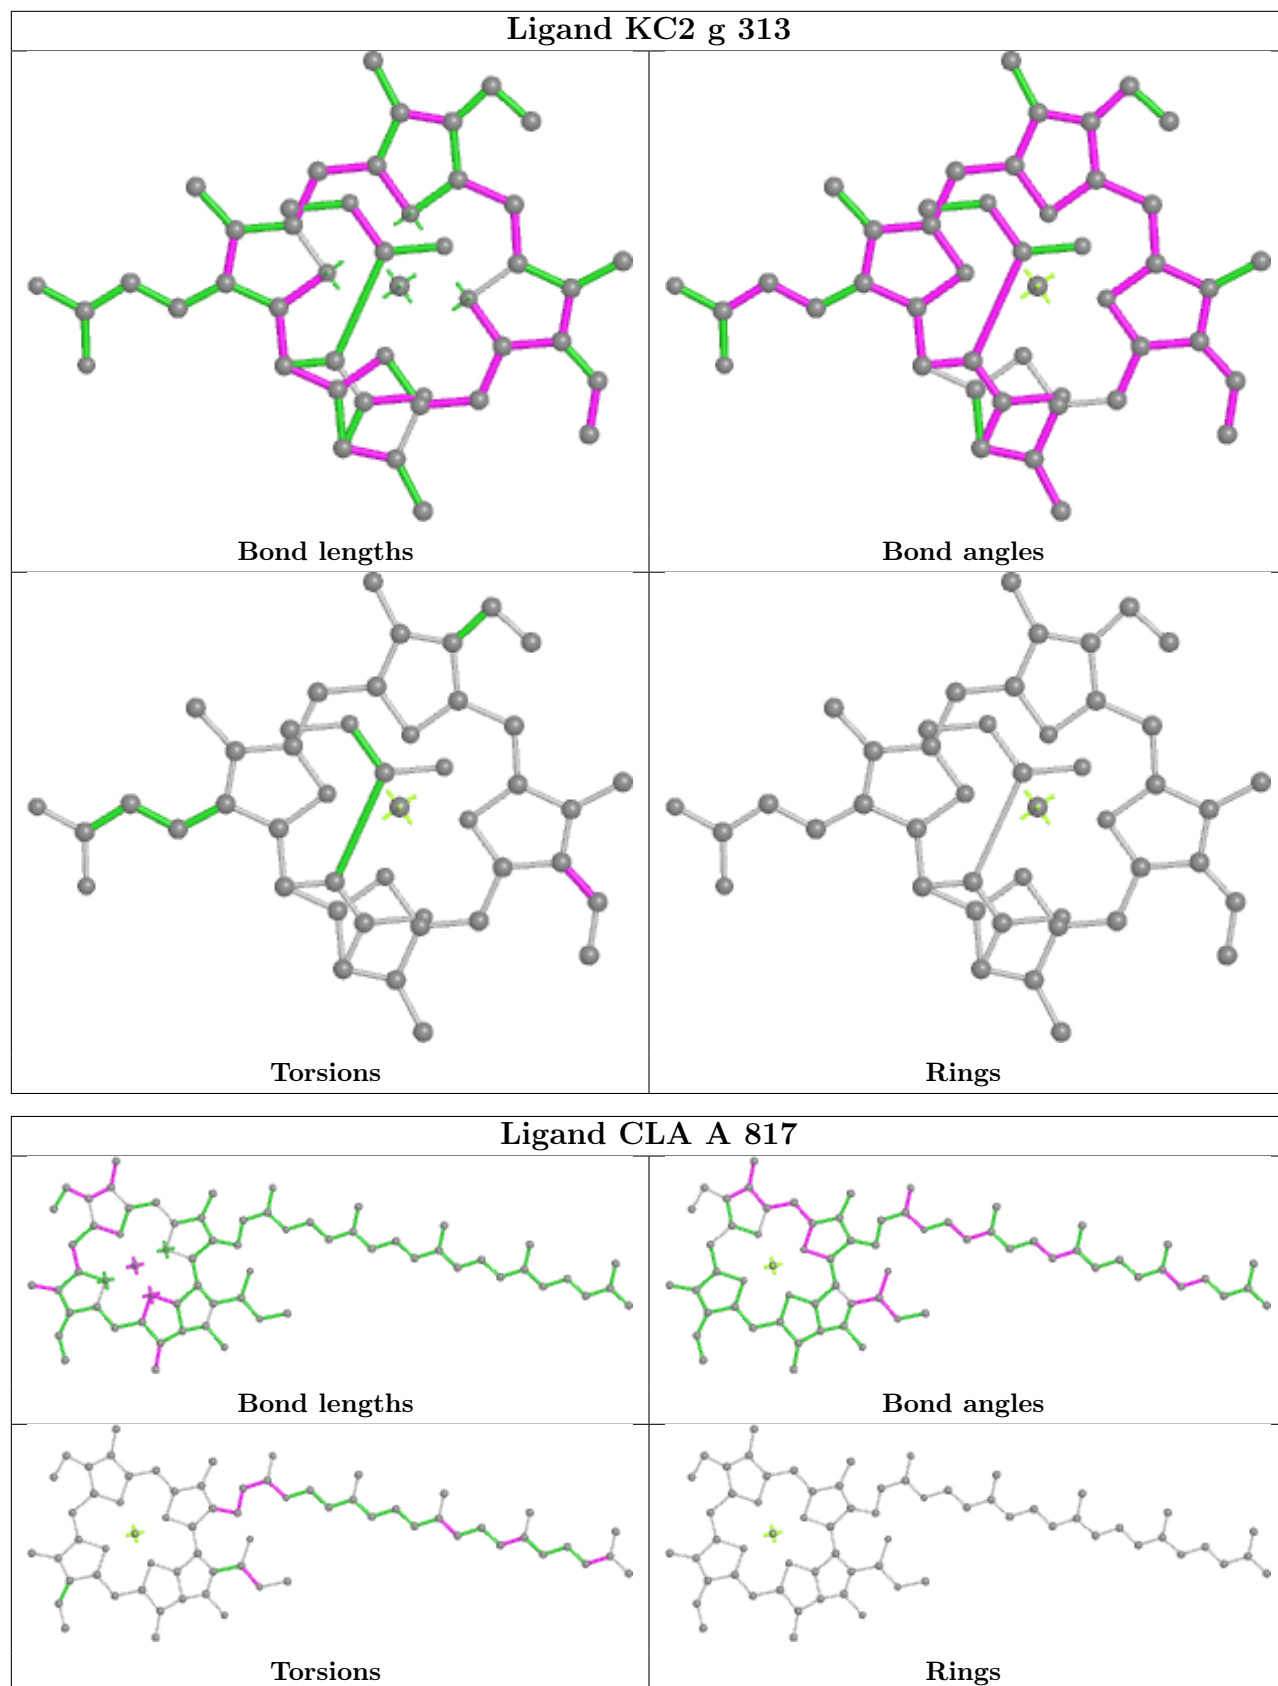 Ligand KC2 g 313
Bond lengths
Bond angles
Torsions
Rings
Ligand CLA A 817
Bond lengths
Bond angles
Torsions
Rings